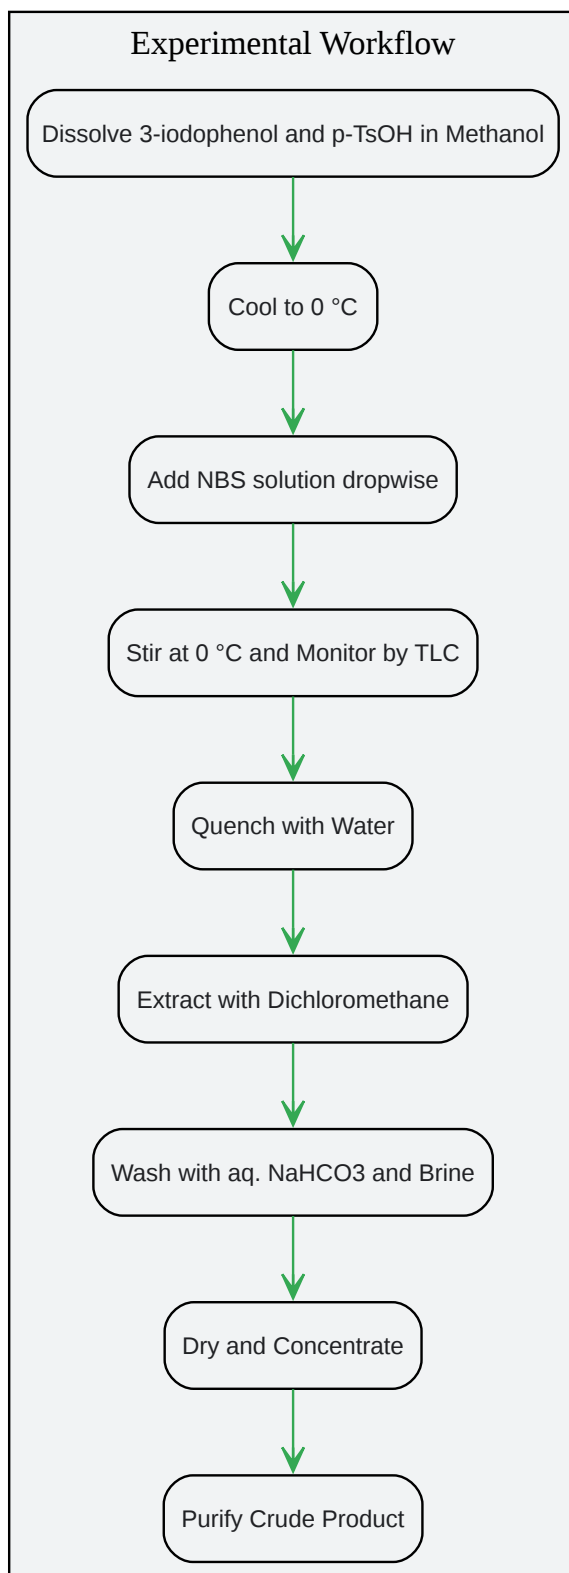 Experimental Workflow
Dissolve 3-iodophenol and p-TsOH in Methanol
Cool to 0 °C
Add NBS solution dropwise
Stir at 0 °C and Monitor by TLC
Quench with Water
Extract with Dichloromethane
Wash with aq. NaHCO3 and Brine
Dry and Concentrate
Purify Crude Product